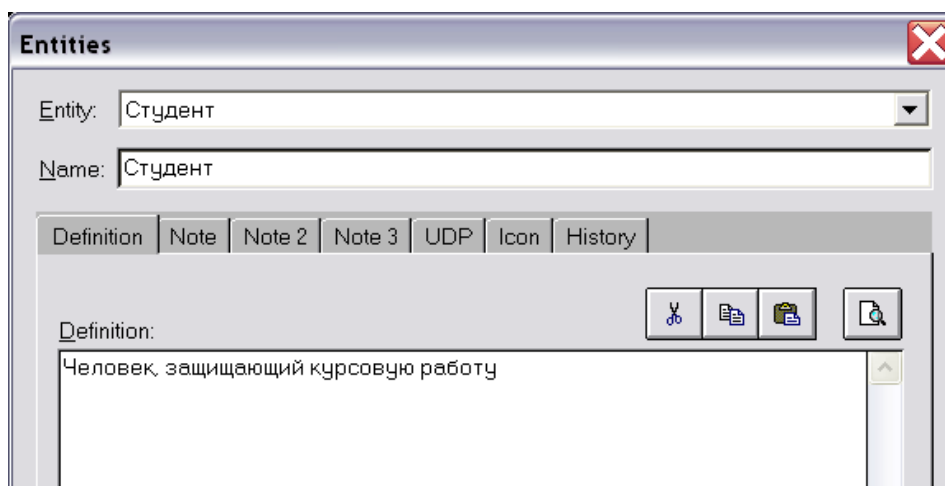 Entities
Entity: Студент
Name: Студент
Definition Note Note 2 Note 3 UDP Icon History
Definition:
Человек, защищающий курсовую работу